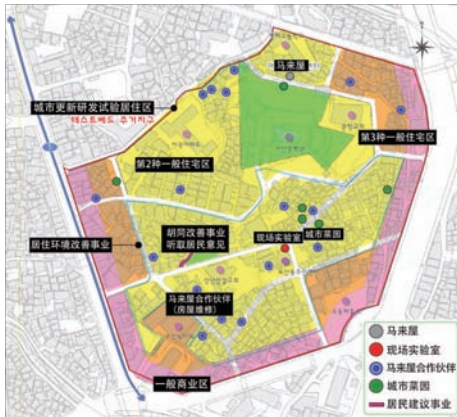 马来屋
城市更新研发试验居住区
테스트베드 추가지구
第3种一般住宅区
第2种一般住宅区
胡同改善事业
听取居民意见
现场实验室
城市菜园
居住环境改善事业
马来屋合作伙伴
(房屋维修)
一般商业区
马来屋
现场实验室
马来屋合作伙伴
城市菜园
居民建议事业